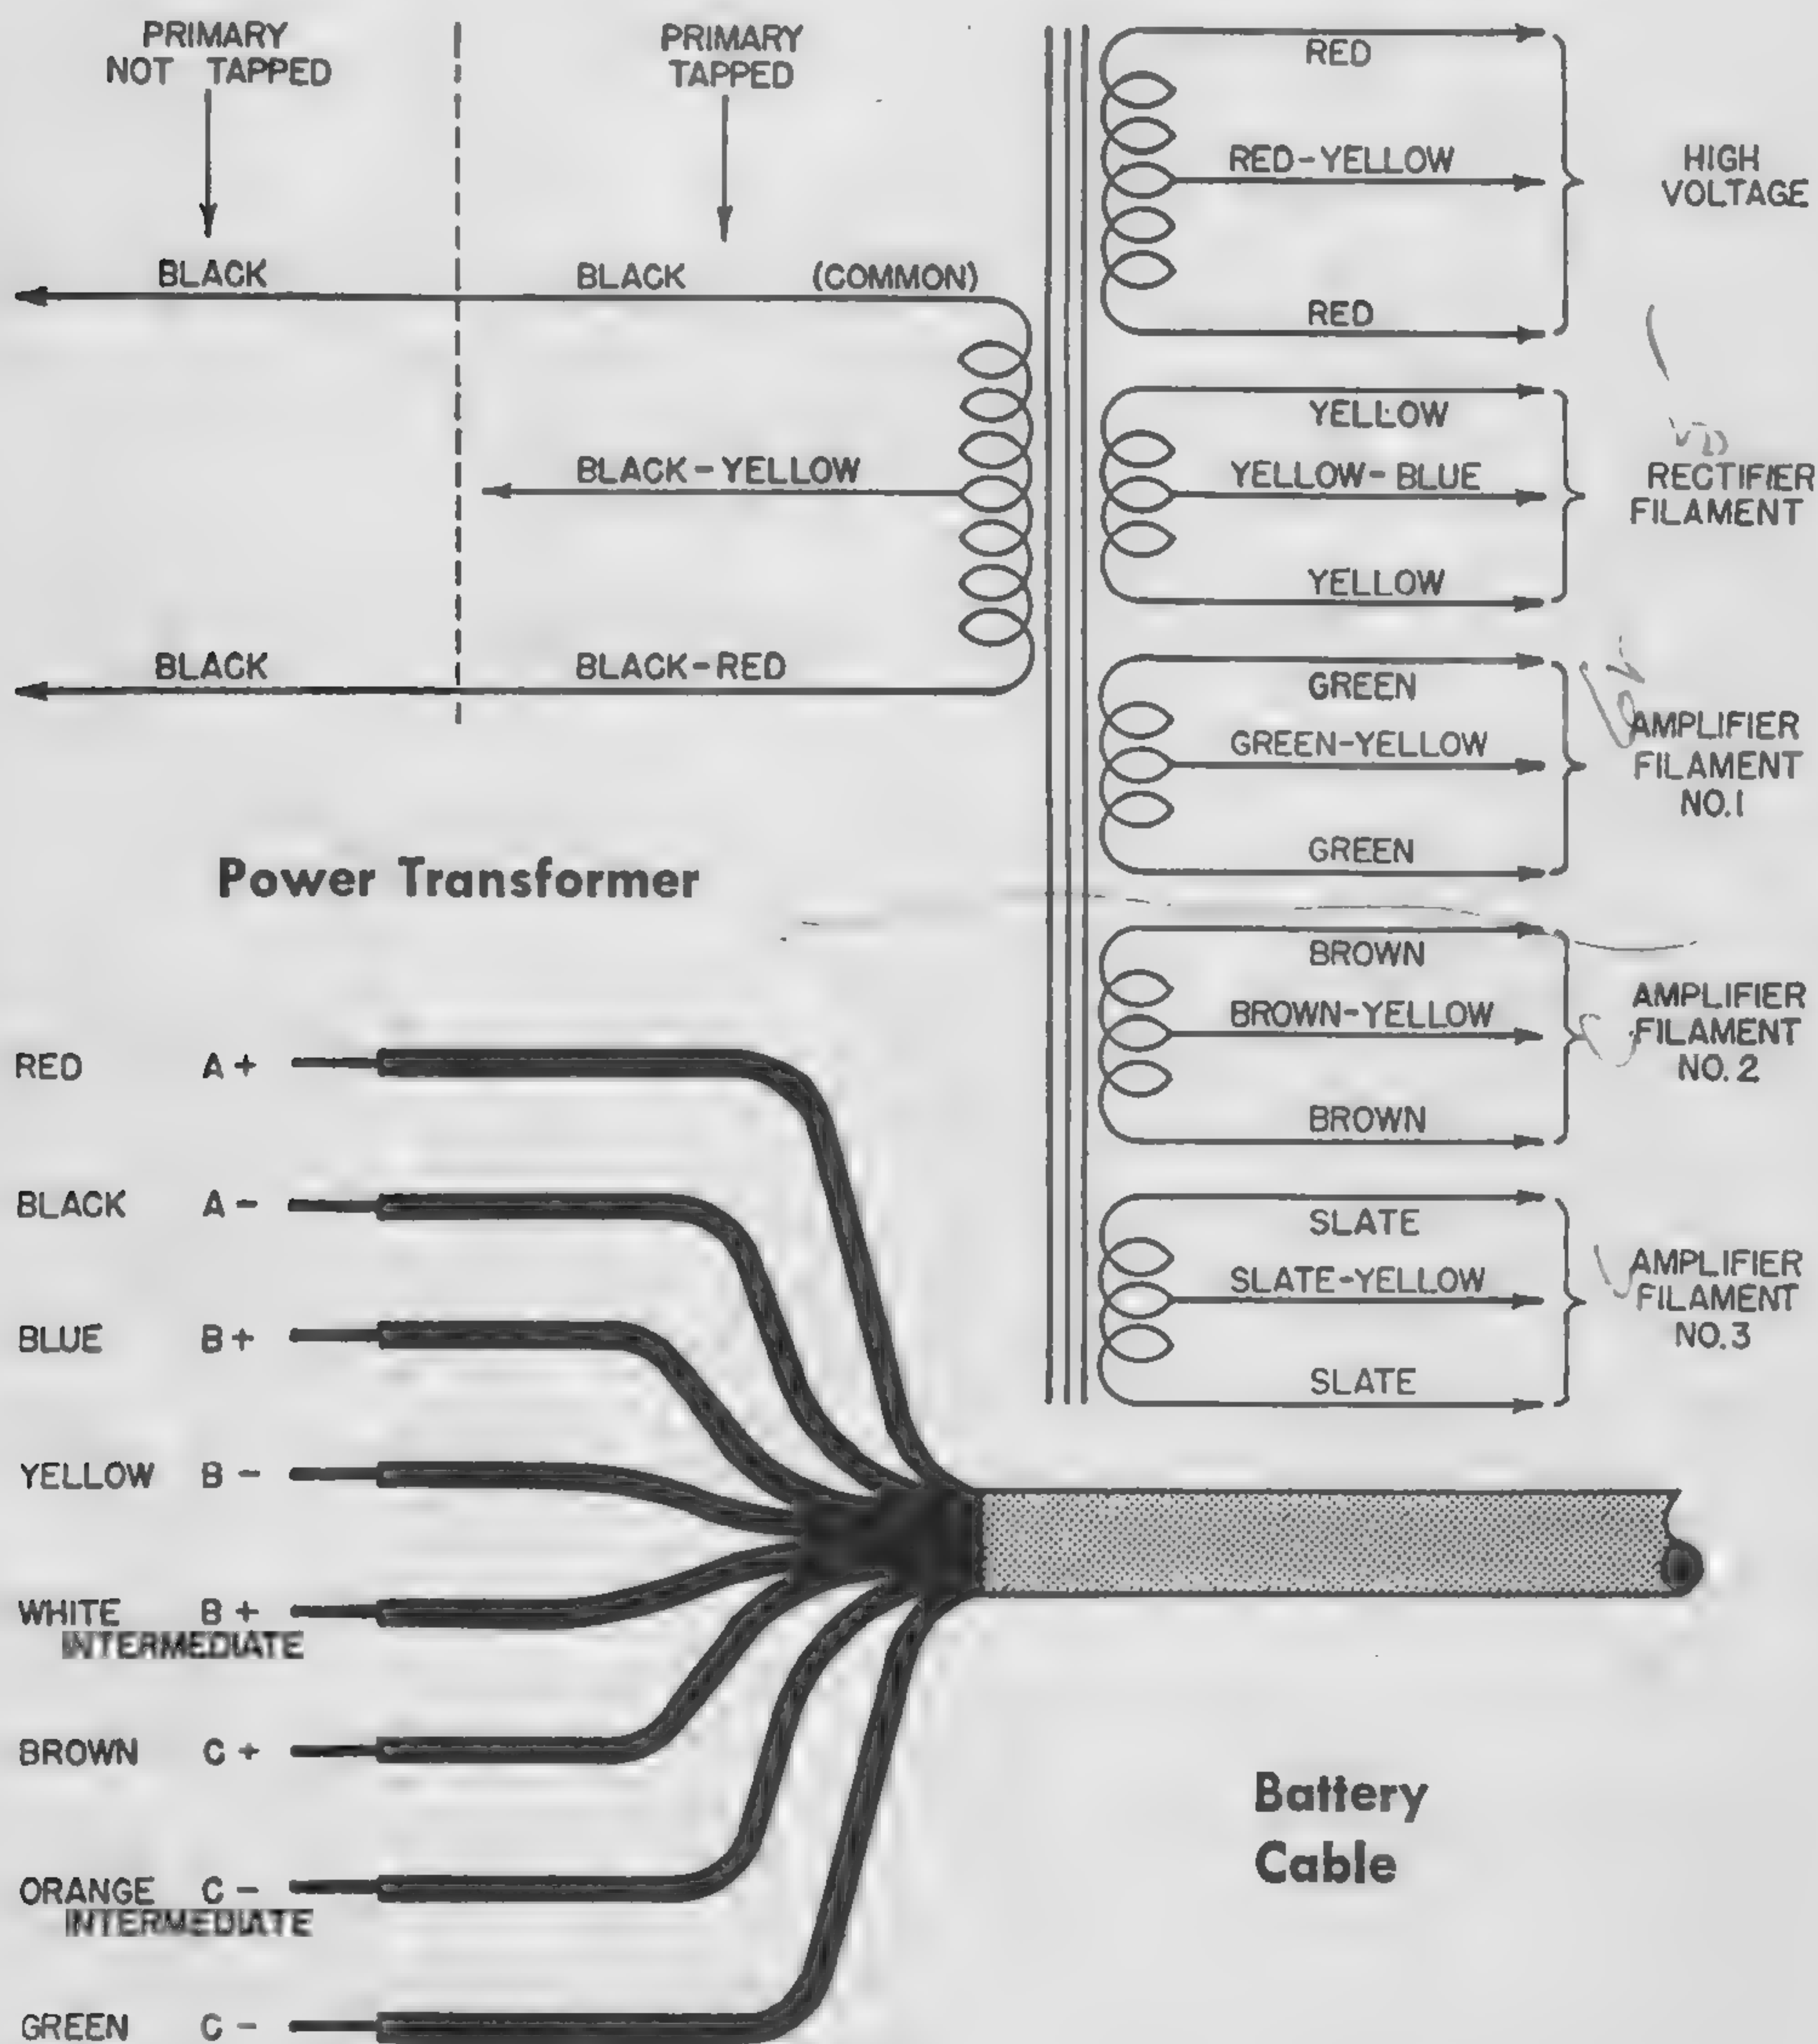 PRIMARY
NOT TAPPED
PRIMARY
TAPPED
BLACK
BLACK (COMMON)
BLACK-YELLOW
BLACK
BLACK-RED
RED
RED-YELLOW
RED
HIGH
VOLTAGE
YELLOW
YELLOW-BLUE
YELLOW
RECTIFIER
FILAMENT
GREEN
GREEN-YELLOW
GREEN
AMPLIFIER
FILAMENT
NO.1
BROWN
BROWN-YELLOW
BROWN
AMPLIFIER
FILAMENT
NO.2
SLATE
SLATE-YELLOW
SLATE
AMPLIFIER
FILAMENT
NO.3
Power Transformer
RED A+
BLACK A-
BLUE B+
YELLOW B-
WHITE B+
INTERMEDIATE
BROWN C+
ORANGE C-
INTERMEDIATE
GREEN C-
Battery
Cable